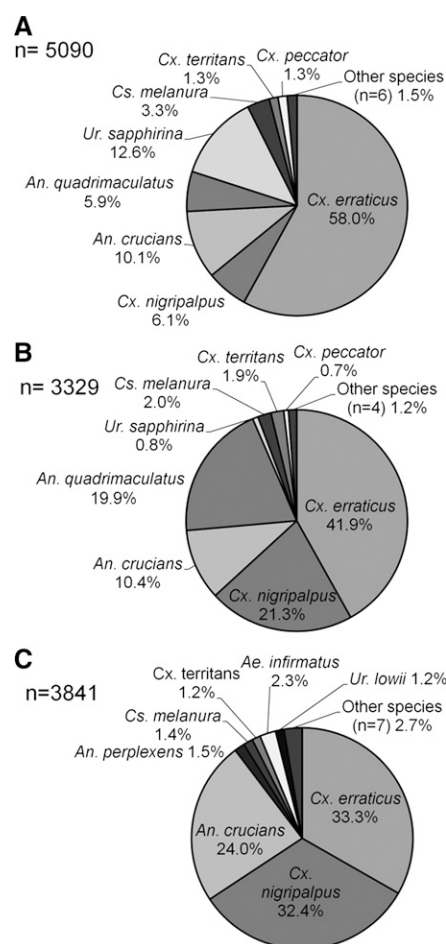 A
n= 5090
Cx. territans
1.3%
Cx. peccator
1.3%
Other species
(n=6) 1.5%
Cs. melanura
3.3%
Ur. sapphirina
12.6%
An. quadrimaculatus
5.9%
An. crucians
10.1%
Cx. nigripalpus
6.1%
Cx. erraticus
58.0%
B
n= 3329
Cx. territans
1.9%
Cx. peccator
0.7%
Other species
(n=4) 1.2%
Cs. melanura
2.0%
Ur. sapphirina
0.8%
An. quadrimaculatus
19.9%
An. crucians
10.4%
Cx. nigripalpus
21.3%
Cx. erraticus
41.9%
C
n=3841
Cx. territans
1.2%
Ae. infirmatus
2.3%
Ur. lowii 1.2%
Other species
(n=7) 2.7%
Cs. melanura
1.4%
An. perplexens 1.5%
An. crucians
24.0%
Cx. erraticus
33.3%
Cx.
nigripalpus
32.4%